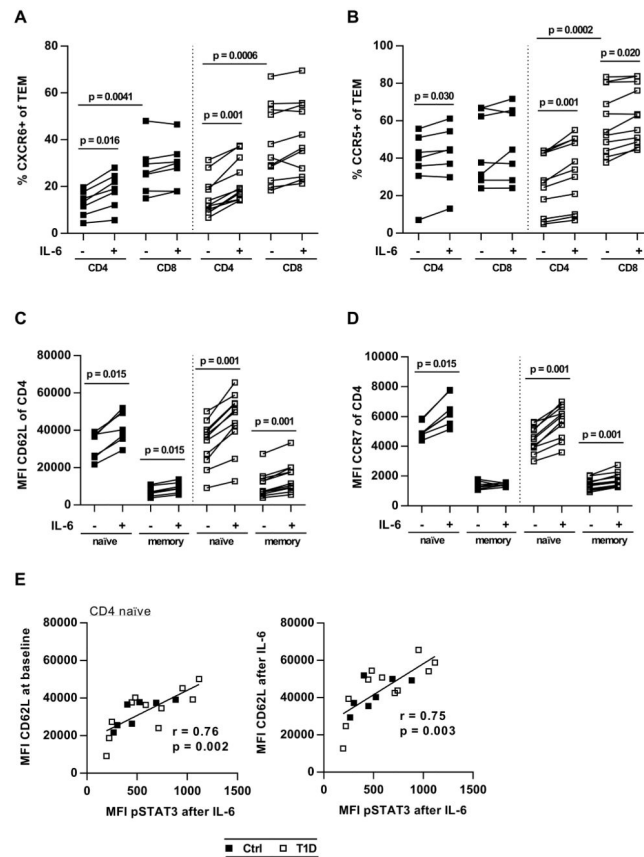 A
% CXCR6+ of TEM
80
60
40
20
0
p = 0.0041
p = 0.016
p = 0.0006
p = 0.001
IL-6
- + - + - + - +
CD4 CD8 CD4 CD8
B
% CCR5+ of TEM
100
80
60
40
20
0
p = 0.030
p = 0.0002
p = 0.001
p = 0.020
IL-6
- + - + - + - +
CD4 CD8 CD4 CD8
C
MFI CD62L of CD4
80000
60000
40000
20000
0
p = 0.015
p = 0.015
p = 0.001
p = 0.001
IL-6
- + - + - + - +
naïve memory naïve memory
D
MFI CCR7 of CD4
10000
8000
6000
4000
2000
0
p = 0.015
p = 0.001
p = 0.001
IL-6
- + - + - + - +
naïve memory naïve memory
E
CD4 naïve
MFI CD62L at baseline
80000
60000
40000
20000
0
r = 0.76
p = 0.002
0 500 1000 1500
MFI pSTAT3 after IL-6
MFI CD62L after IL-6
80000
60000
40000
20000
0
r = 0.75
p = 0.003
0 500 1000 1500
MFI pSTAT3 after IL-6
Ctrl T1D